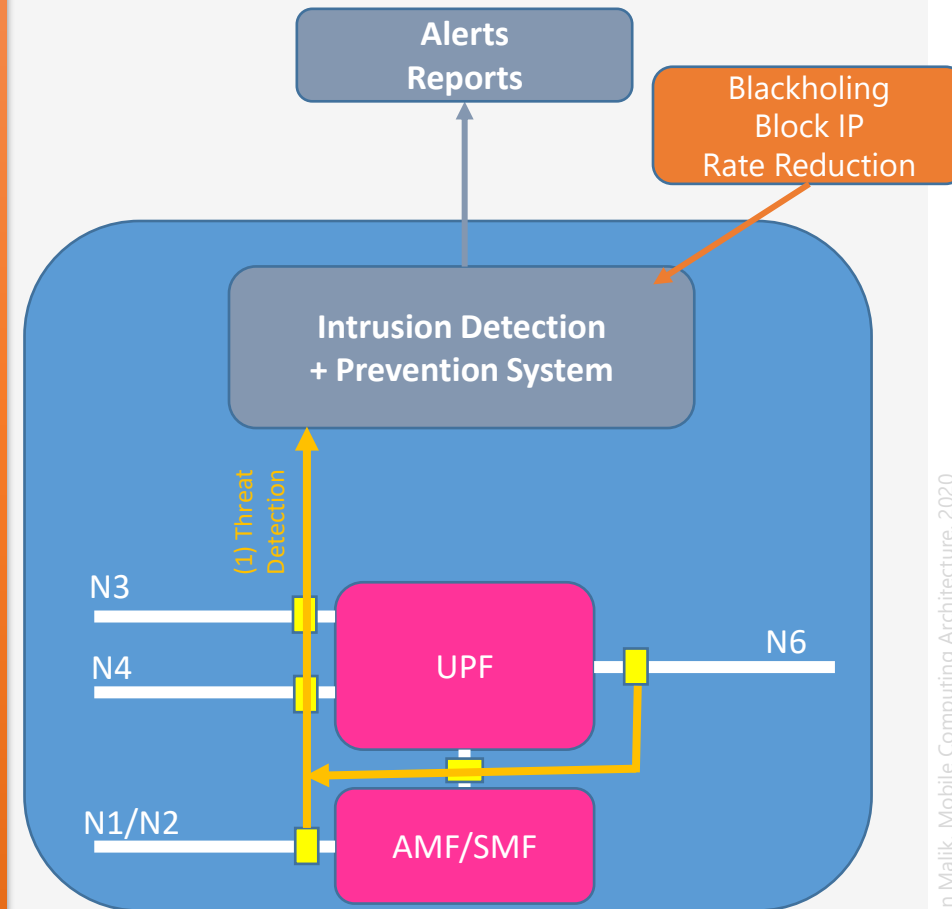 Alerts
Reports
Blackholing
Block IP
Rate Reduction
Intrusion Detection
+ Prevention System
(1) Threat
Detection
N3
N4
UPF
N6
N1/N2
AMF/SMF
Malik, Mobile Computing Architecture, 2020